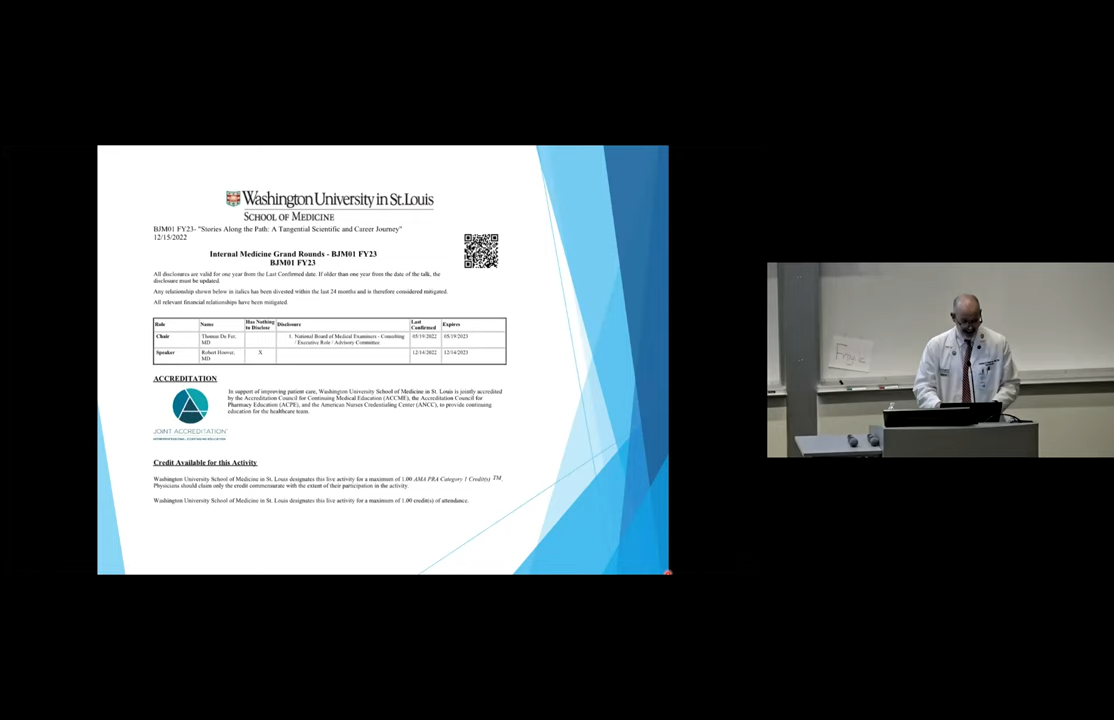 Washington University in St. Louis
SCHOOL OF MEDICINE
BJM01 FY23- "Stories Along the Path: A Tangential Scientific and Career Journey"
12/15/2022
Internal Medicine Grand Rounds - BJM01 FY23
BJM01 FY23
All disclosures are valid for one year from the Last Confirmed date. If older than one year from the date of the talk, the
disclosure must be updated.
Any relationship shown below in italics has been divested within the last 24 months and is therefore considered mitigated.
All relevant financial relationships have been mitigated.
Role Name Has Nothing to Disclose Disclosure Last Confirmed Expires
Chair Thomas De Fer, MD 1. National Board of Medical Examiners - Consulting / Executive Role / Advisory Committee 05/19/2022 05/19/2023
Speaker Robert Hoover, MD X 12/14/2022 12/14/2023
ACCREDITATION
In support of improving patient care, Washington University School of Medicine in St. Louis is jointly accredited
by the Accreditation Council for Continuing Medical Education (ACCME), the Accreditation Council for
Pharmacy Education (ACPE), and the American Nurses Credentialing Center (ANCC), to provide continuing
education for the healthcare team.
JOINT ACCREDITATION
INTERPROFESSIONAL CONTINUING EDUCATION
Credit Available for this Activity
Washington University School of Medicine in St. Louis designates this live activity for a maximum of 1.00 AMA PRA Category 1 Credit(s) TM.
Physicians should claim only the credit commensurate with the extent of their participation in the activity.
Washington University School of Medicine in St. Louis designates this live activity for a maximum of 1.00 credit(s) of attendance.